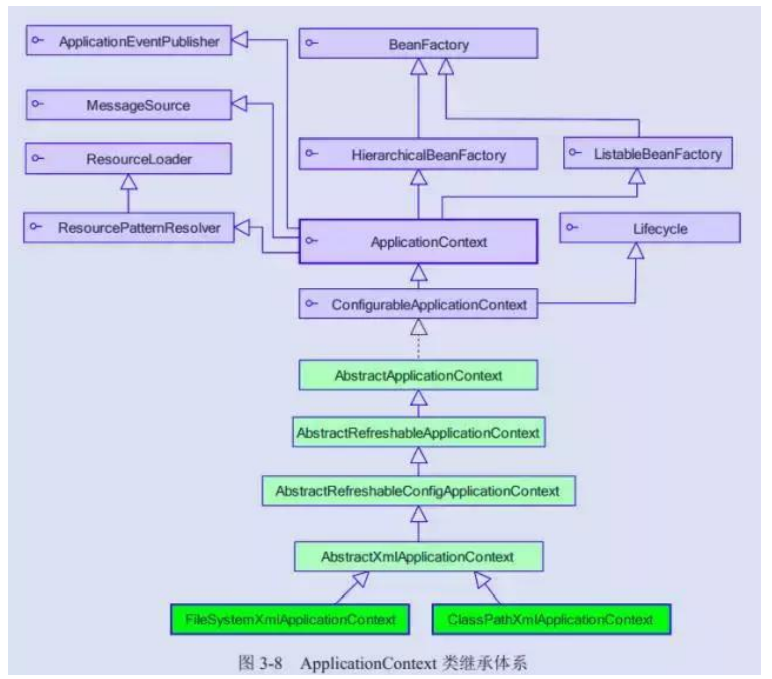 ApplicationEventPublisher
BeanFactory
MessageSource
ResourceLoader
HierarchicalBeanFactory
ListableBeanFactory
ResourcePatternResolver
ApplicationContext
Lifecycle
ConfigurableApplicationContext
AbstractApplicationContext
AbstractRefreshableApplicationContext
AbstractRefreshableConfigApplicationContext
AbstractXmlApplicationContext
FileSystemXmlApplicationContext
ClassPathXmlApplicationContext
图 3-8 ApplicationContext 类继承体系